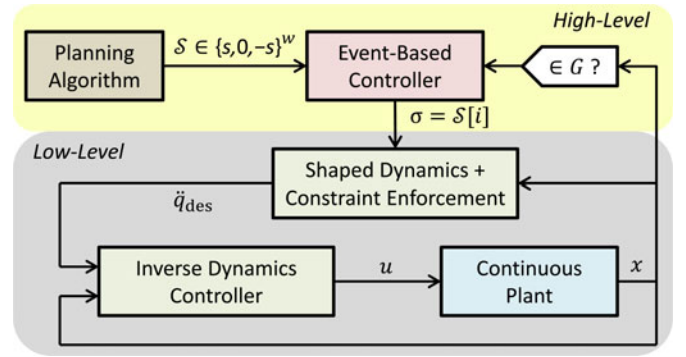 High-Level
Planning
Algorithm
𝒮 ∈ {s,0,−s}ʷ
Event-Based
Controller
∈ G ?
σ = 𝒮[i]
Low-Level
Shaped Dynamics +
Constraint Enforcement
q̈des
Inverse Dynamics
Controller
u
Continuous
Plant
x